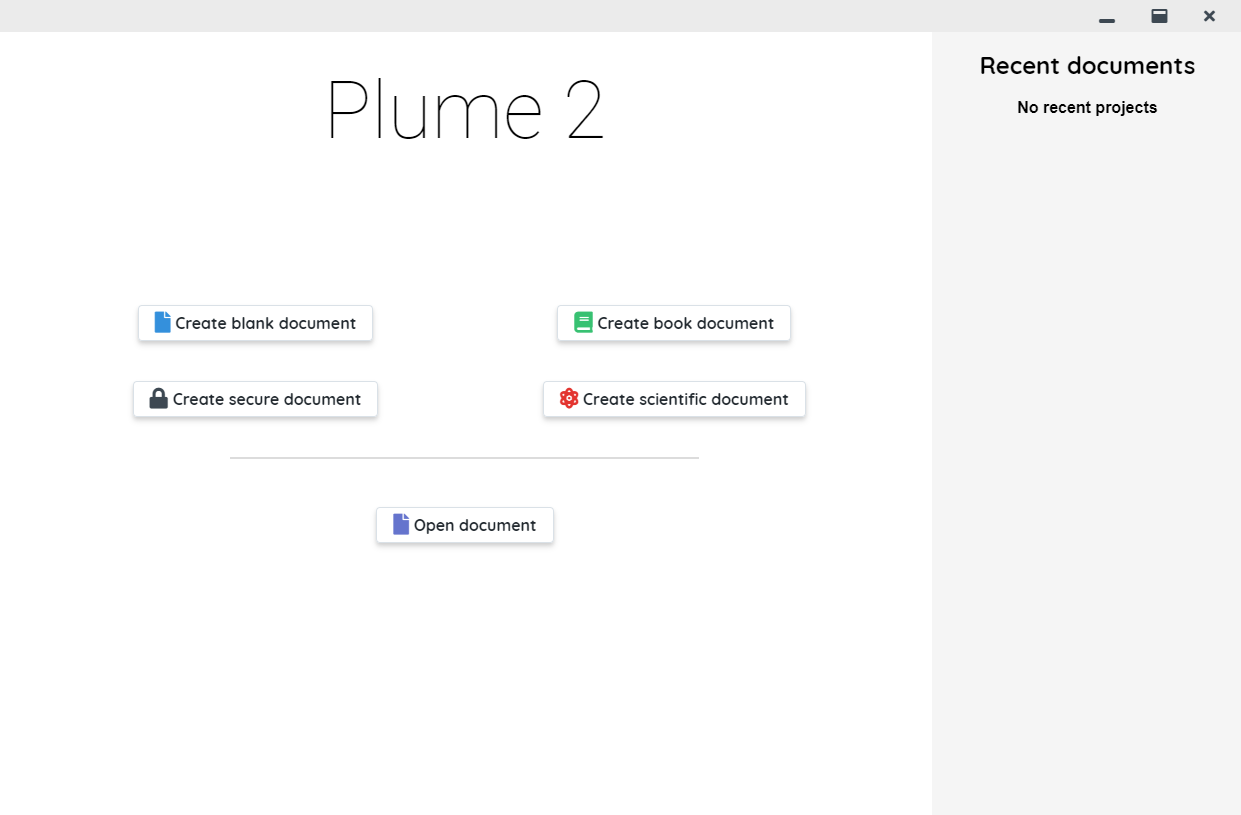 Plume 2
Create blank document
Create book document
Create secure document
Create scientific document
Open document
Recent documents
No recent projects